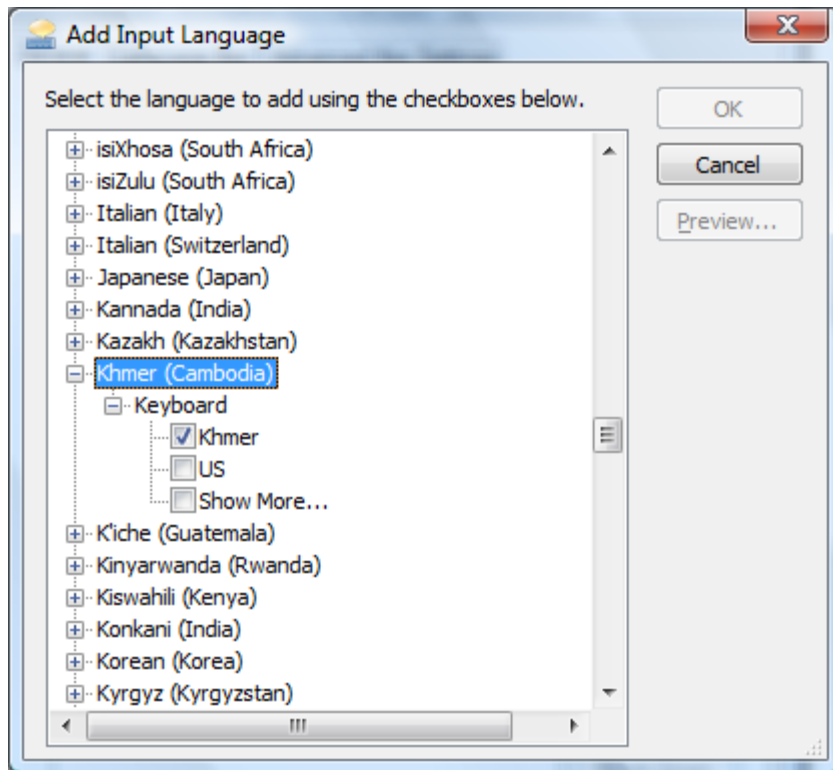 Add Input Language
Select the language to add using the checkboxes below.
OK
Cancel
Preview...
isiXhosa (South Africa)
isiZulu (South Africa)
Italian (Italy)
Italian (Switzerland)
Japanese (Japan)
Kannada (India)
Kazakh (Kazakhstan)
Khmer (Cambodia)
Keyboard
Khmer
US
Show More...
K'iche (Guatemala)
Kinyarwanda (Rwanda)
Kiswahili (Kenya)
Konkani (India)
Korean (Korea)
Kyrgyz (Kyrgyzstan)